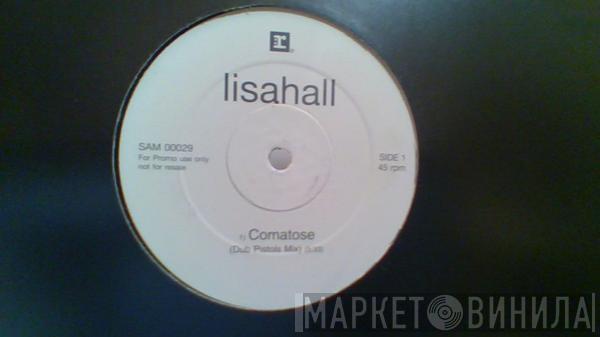 r
lisahall
SAM 00029
For Promo use only
not for resale
SIDE 1
45 rpm
1) Comatose
(Dub Pistols Mix)
МАРКЕТ ВИНИЛА